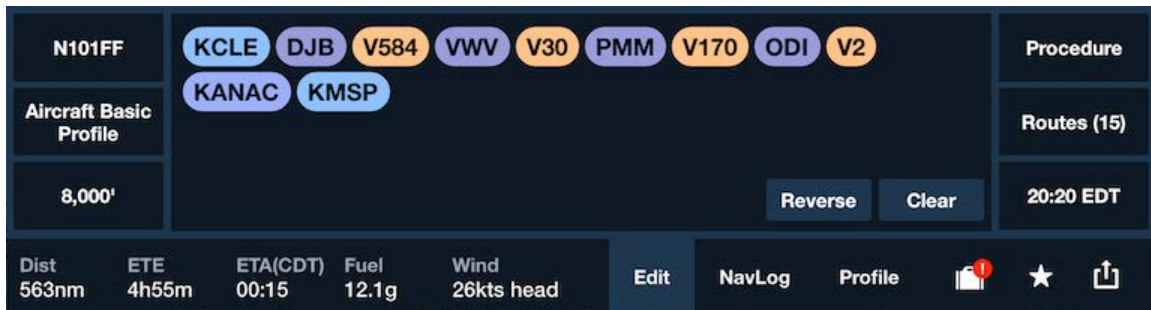 N101FF
Aircraft Basic
Profile
8,000'
KCLE DJB V584 VWV V30 PMM V170 ODI V2
KANAC KMSP
Reverse Clear
Procedure
Routes (15)
20:20 EDT
Dist ETE ETA(CDT) Fuel Wind
563nm 4h55m 00:15 12.1g 26kts head
Edit NavLog Profile !